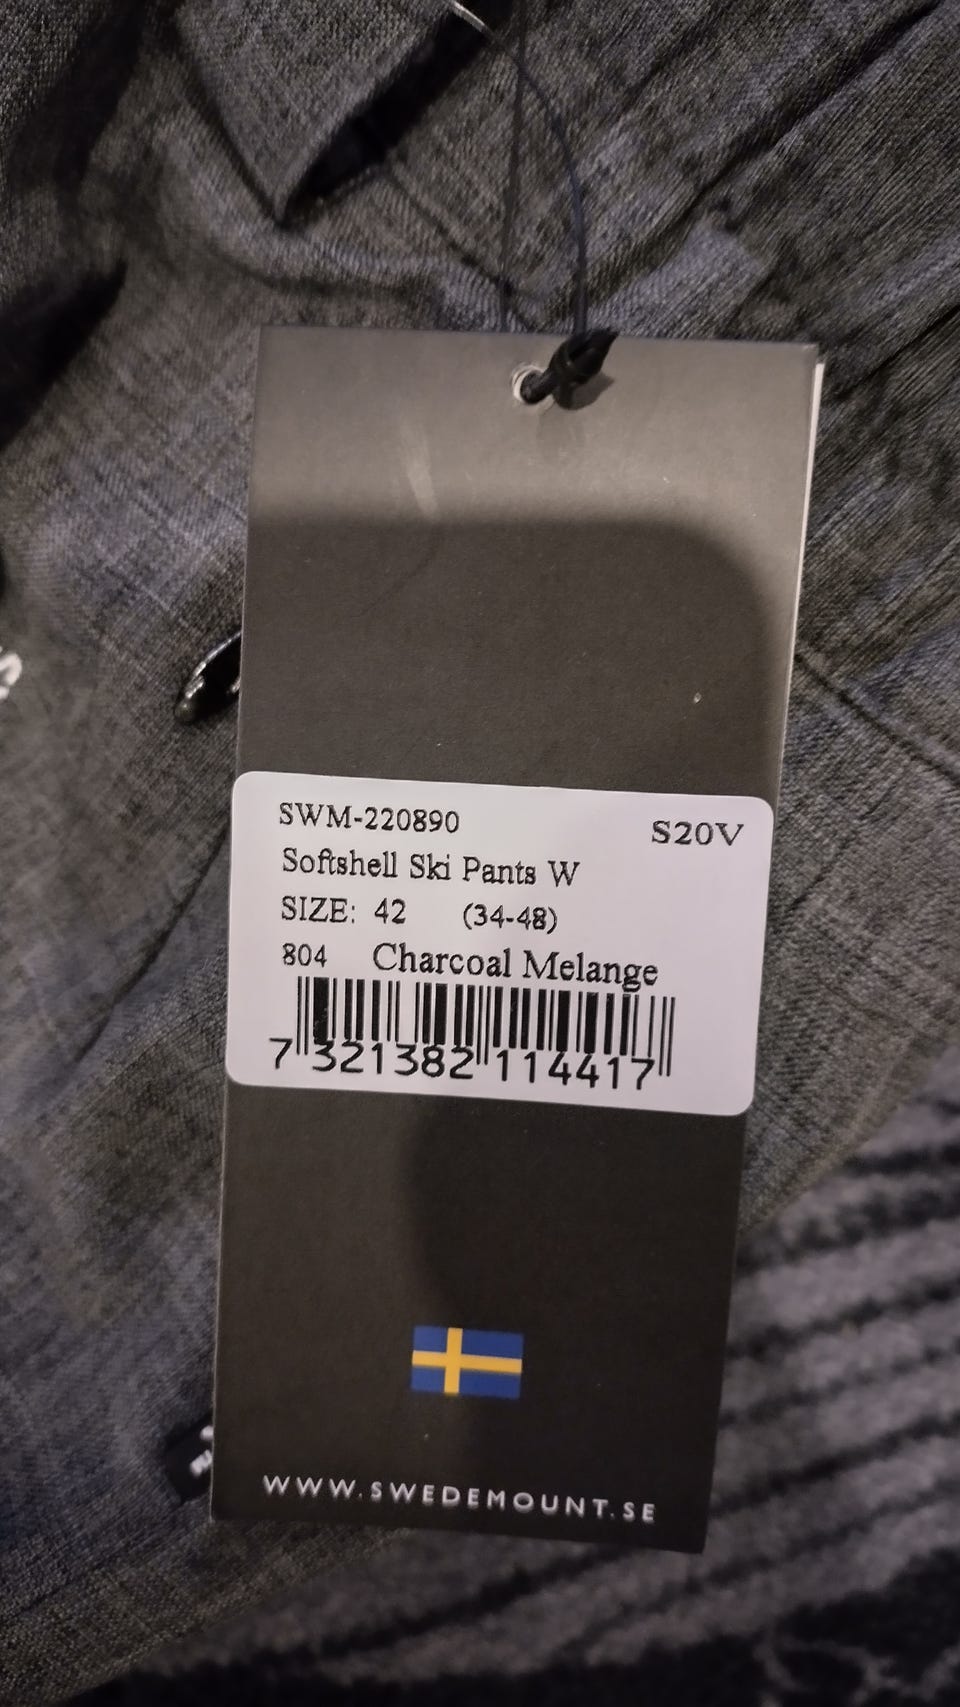 SWM-220890 S20V
Softshell Ski Pants W
SIZE: 42 (34-48)
804 Charcoal Melange
7 321382 114417
WWW.SWEDEMOUNT.SE